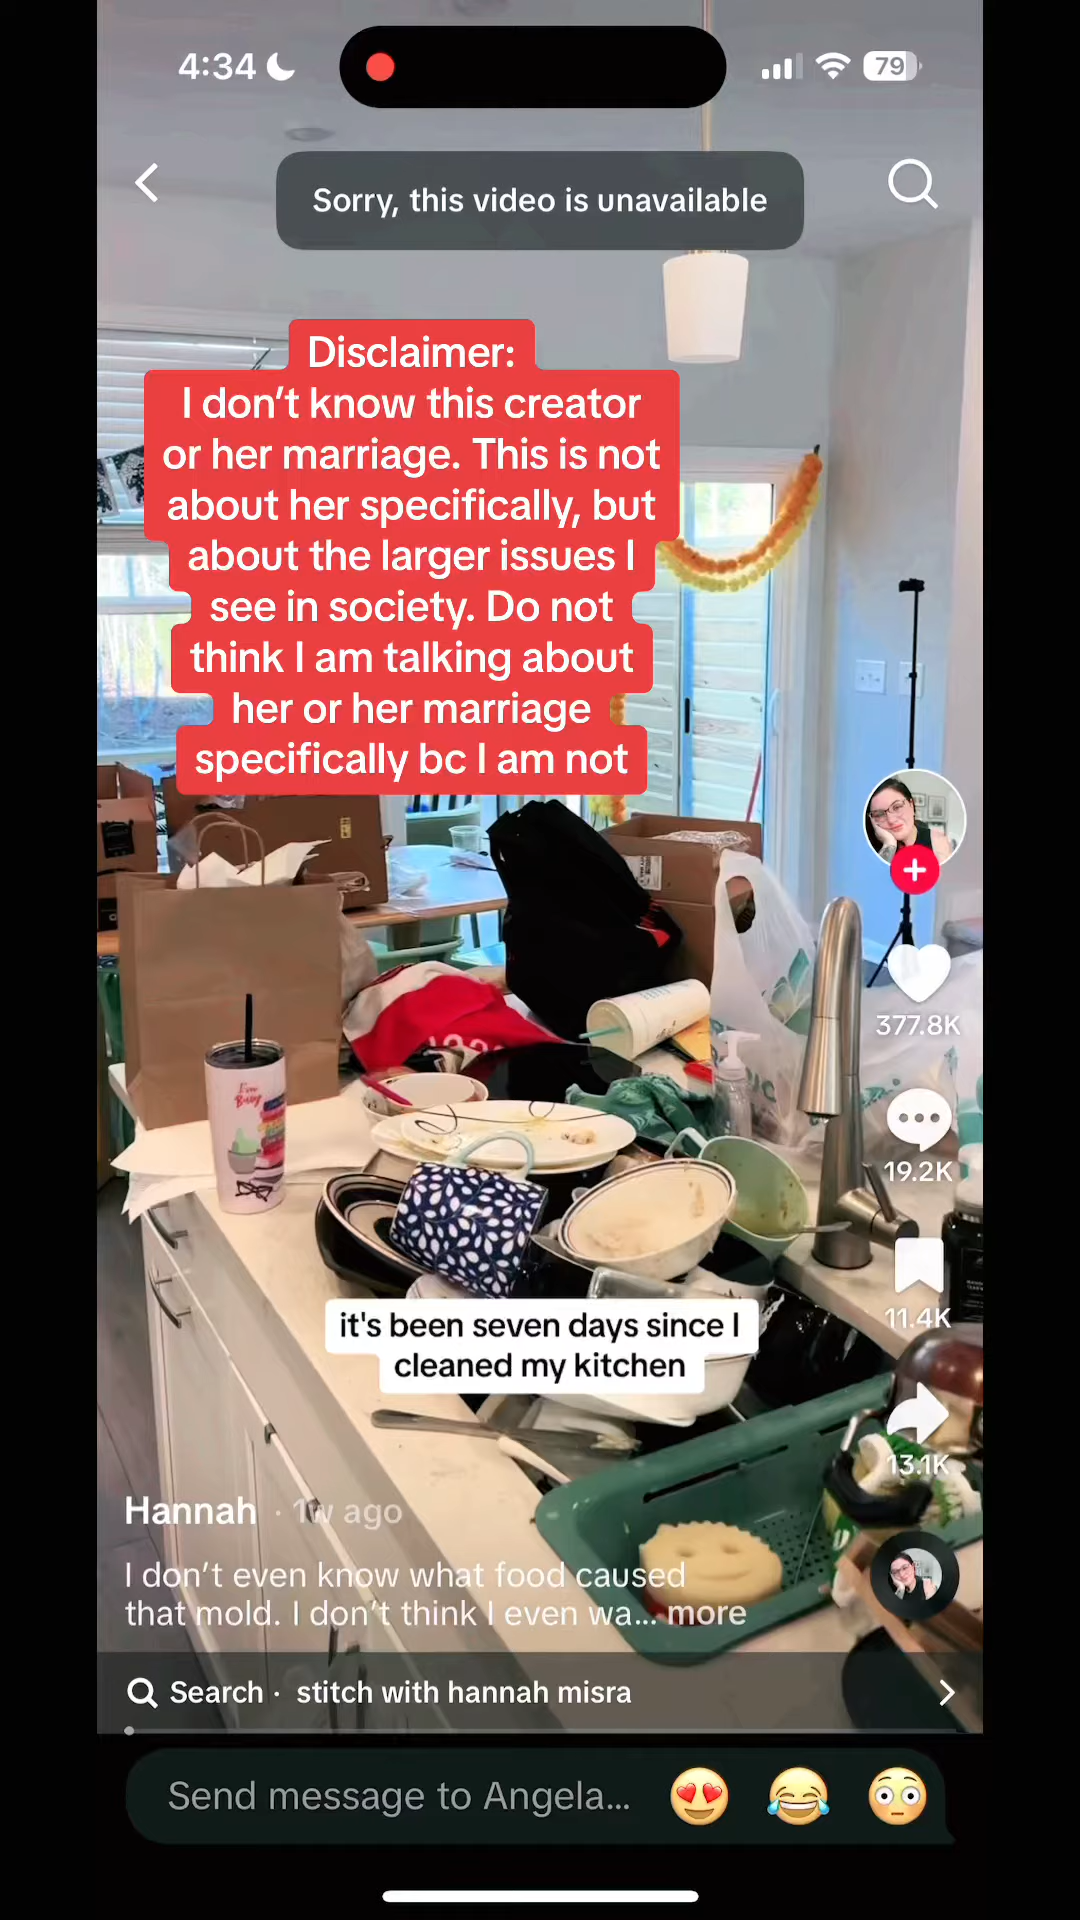 4:34
79
Sorry, this video is unavailable
Disclaimer:
I don't know this creator
or her marriage. This is not
about her specifically, but
about the larger issues I
see in society. Do not
think I am talking about
her or her marriage
specifically bc I am not
377.8K
I'm
Busy
19.2K
11.4K
it's been seven days since I
cleaned my kitchen
13.1K
Hannah · 1w ago
I don't even know what food caused
that mold. I don't think I even wa... more
Search · stitch with hannah misra
Send message to Angela...